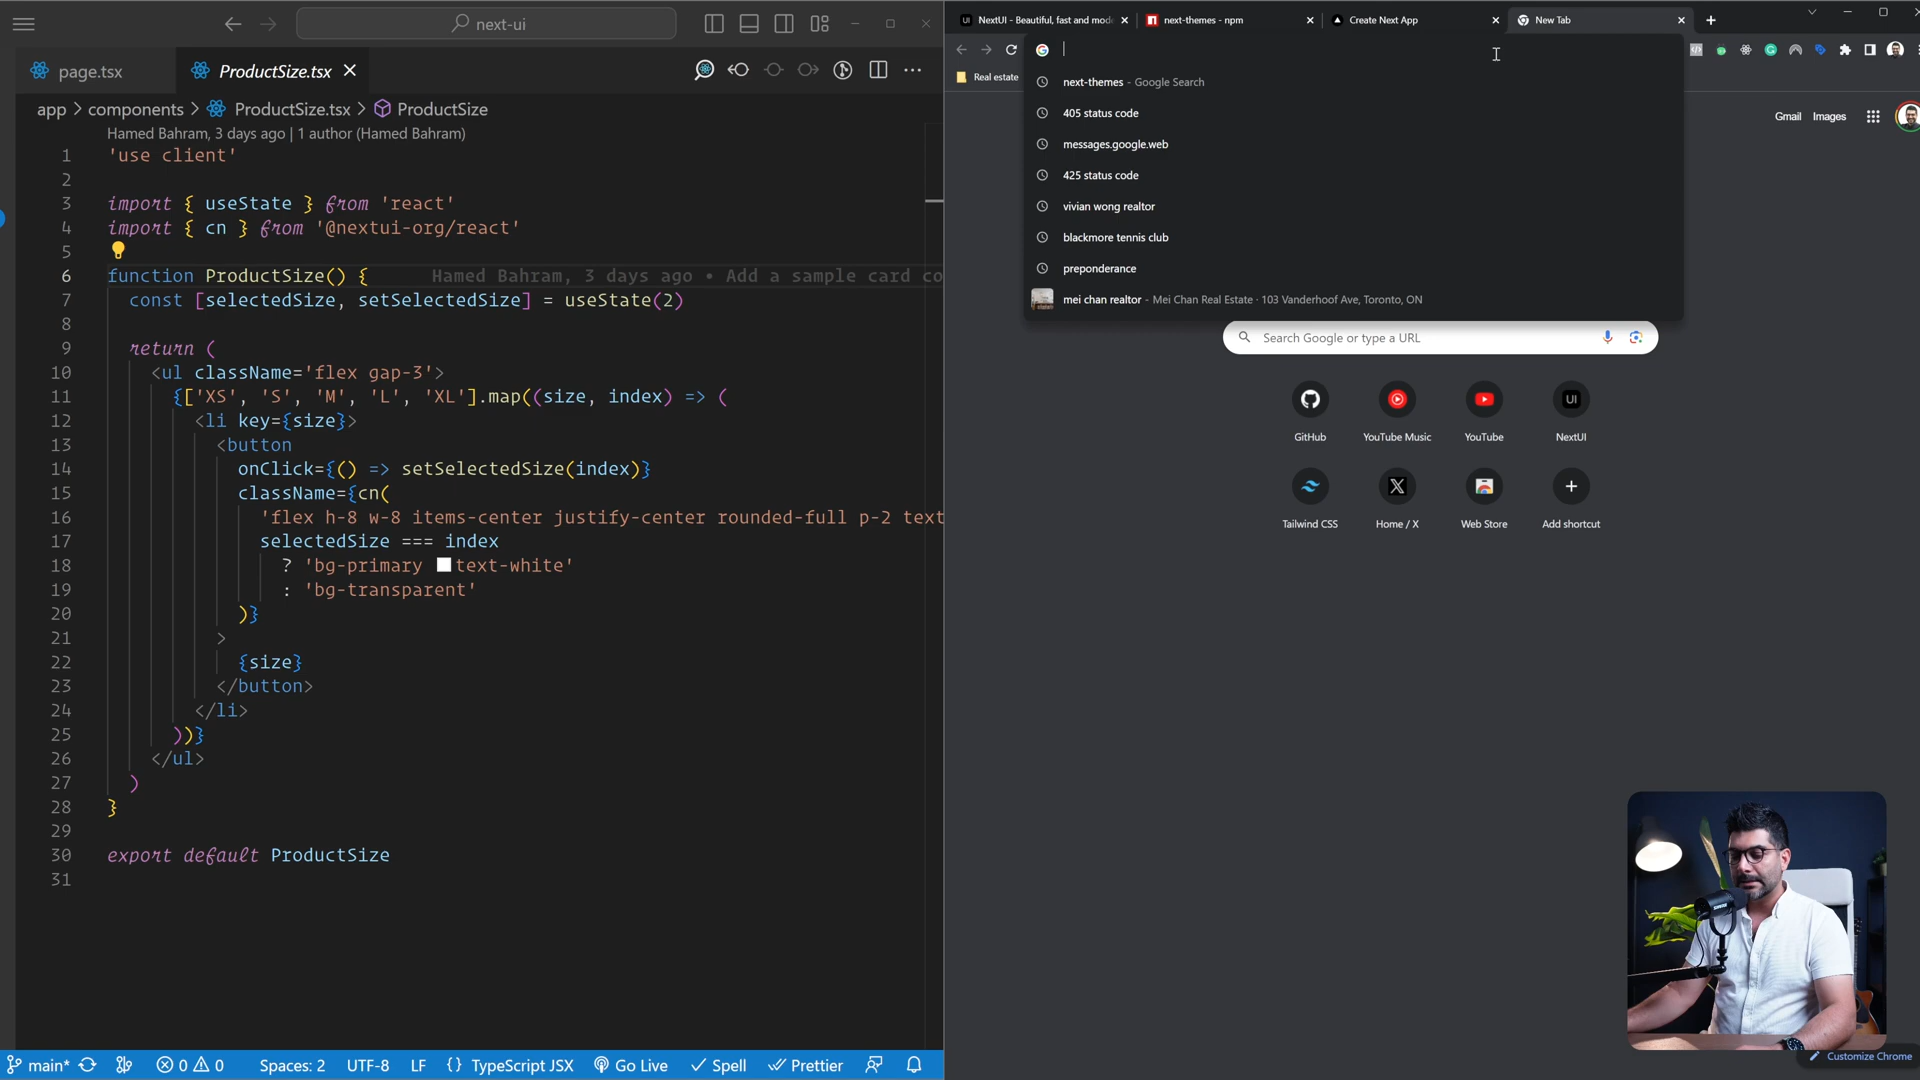 next-ui
page.tsx
ProductSize.tsx
app > components > ProductSize.tsx > ProductSize
Hamed Bahram, 3 days ago | 1 author (Hamed Bahram)
1 'use client'
2
3 import { useState } from 'react'
4 import { cn } from '@nextui-org/react'
5
6 function ProductSize() { Hamed Bahram, 3 days ago • Add a sample card co
7 const [selectedSize, setSelectedSize] = useState(2)
8
9 return (
10 <ul className='flex gap-3'>
11 {['XS', 'S', 'M', 'L', 'XL'].map((size, index) => (
12 <li key={size}>
13 <button
14 onClick={() => setSelectedSize(index)}
15 className={cn(
16 'flex h-8 w-8 items-center justify-center rounded-full p-2 text
17 selectedSize === index
18 ? 'bg-primary text-white'
19 : 'bg-transparent'
20 )}
21 >
22 {size}
23 </button>
24 </li>
25 ))}
26 </ul>
27 )
28 }
29
30 export default ProductSize
31
main* 0 0 Spaces: 2 UTF-8 LF {} TypeScript JSX Go Live Spell Prettier
NextUI - Beautiful, fast and mod
next-themes - npm
Create Next App
New Tab
Real estate
next-themes - Google Search
405 status code
messages.google.web
425 status code
vivian wong realtor
blackmore tennis club
preponderance
mei chan realtor - Mei Chan Real Estate · 103 Vanderhoof Ave, Toronto, ON
Gmail Images
Search Google or type a URL
UI
GitHub YouTube Music YouTube NextUI
Tailwind CSS Home / X Web Store Add shortcut
Customize Chrome